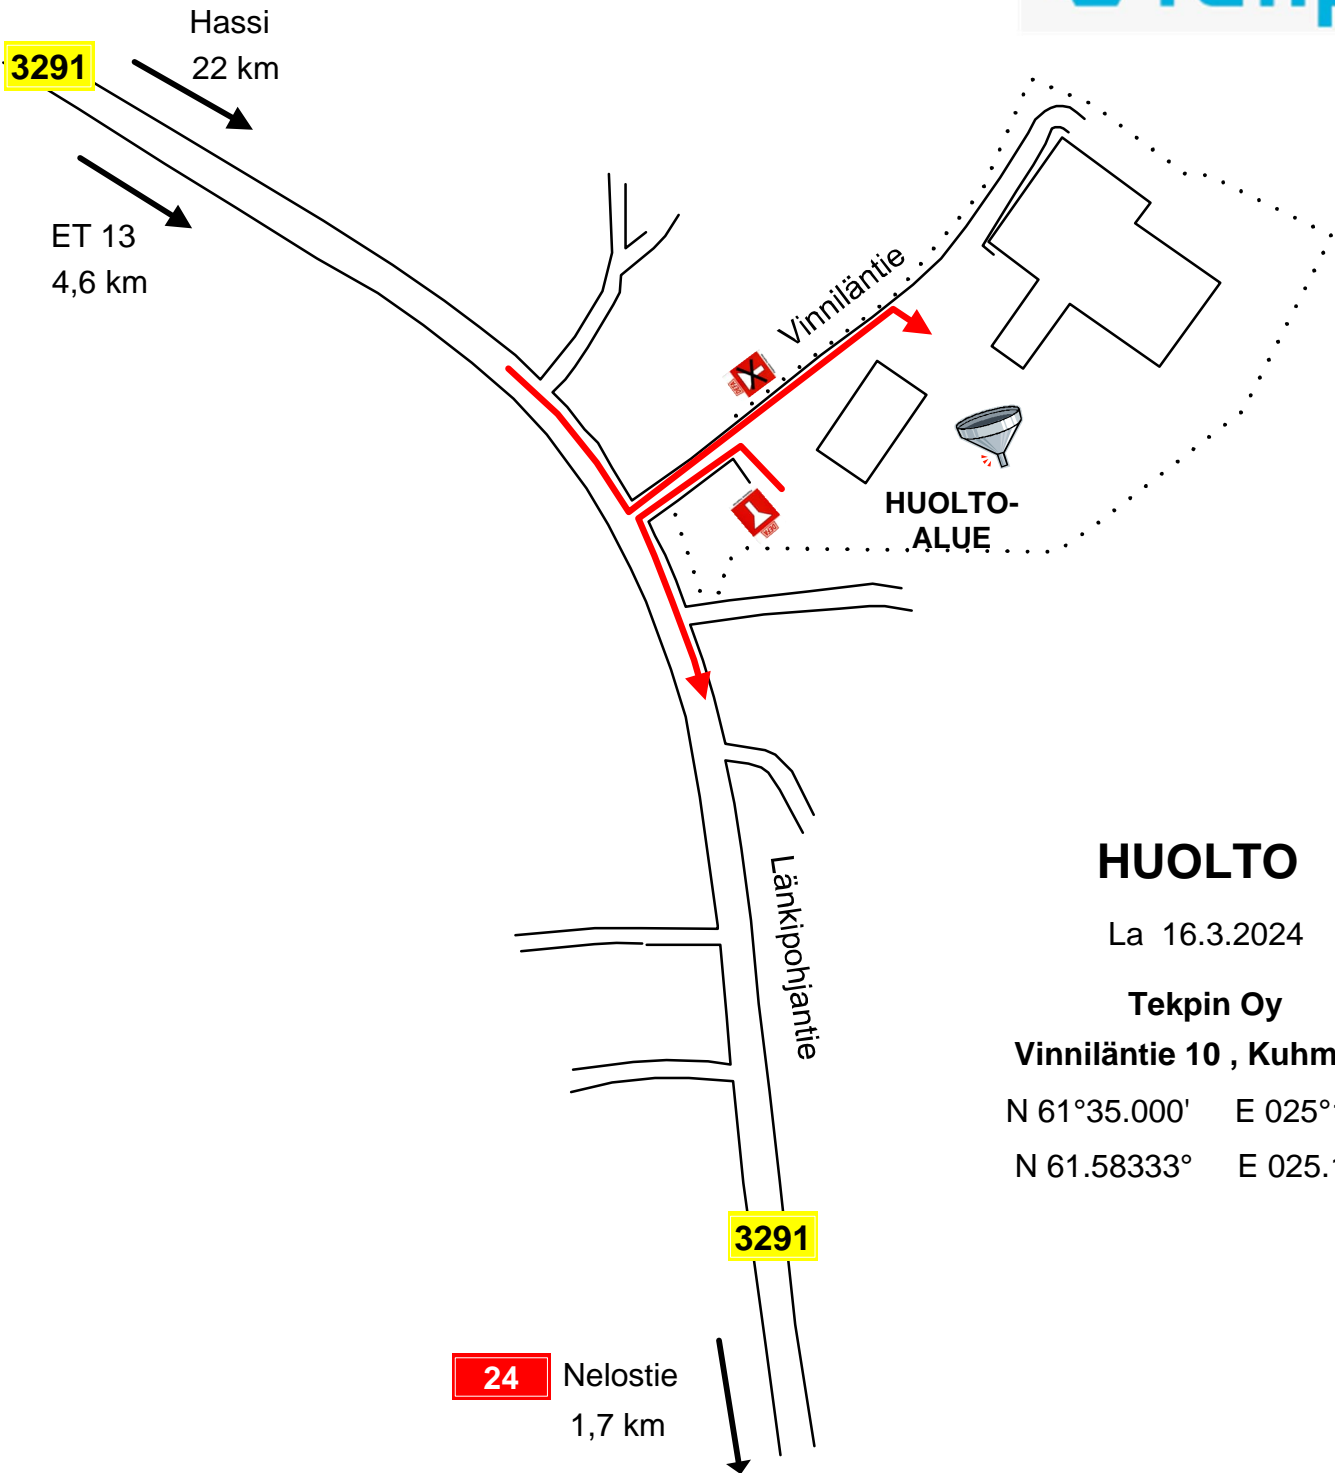 Hassi
22 km
3291
ET 13
4,6 km
Vinniläntie
HUOLTO-
ALUE
Länkipohjantie
HUOLTO
La 16.3.2024
Tekpin Oy
Vinniläntie 10 , Kuhm
N 61°35.000' E 025°
N 61.58333° E 025.
3291
24 Nelostie
1,7 km